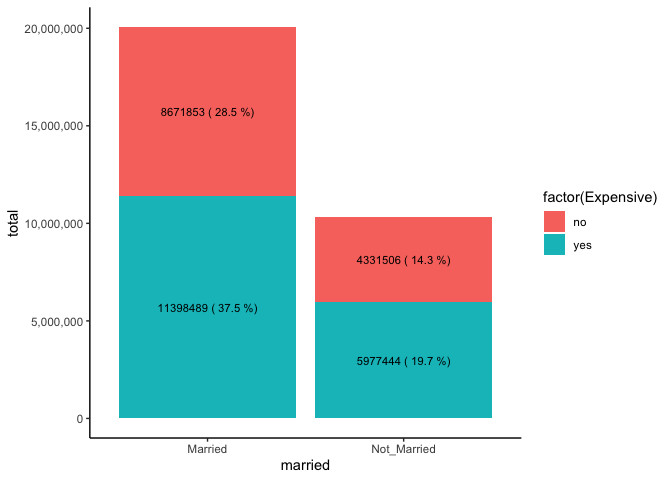 20,000,000
15,000,000
10,000,000
5,000,000
0
total
8671853 ( 28.5 %)
11398489 ( 37.5 %)
4331506 ( 14.3 %)
5977444 ( 19.7 %)
Married
Not_Married
married
factor(Expensive)
no
yes